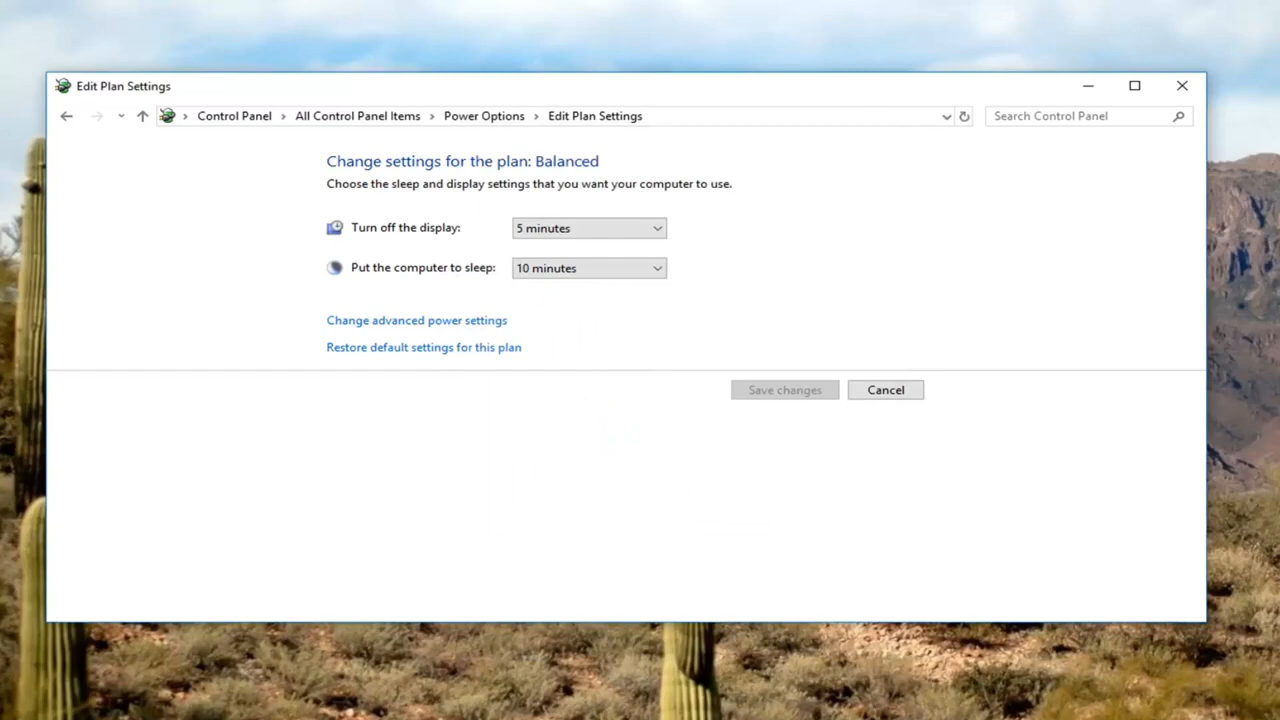 Edit Plan Settings
Control Panel > All Control Panel Items > Power Options > Edit Plan Settings
Search Control Panel
Change settings for the plan: Balanced
Choose the sleep and display settings that you want your computer to use.
Turn off the display: 5 minutes
Put the computer to sleep: 10 minutes
Change advanced power settings
Restore default settings for this plan
Save changes Cancel